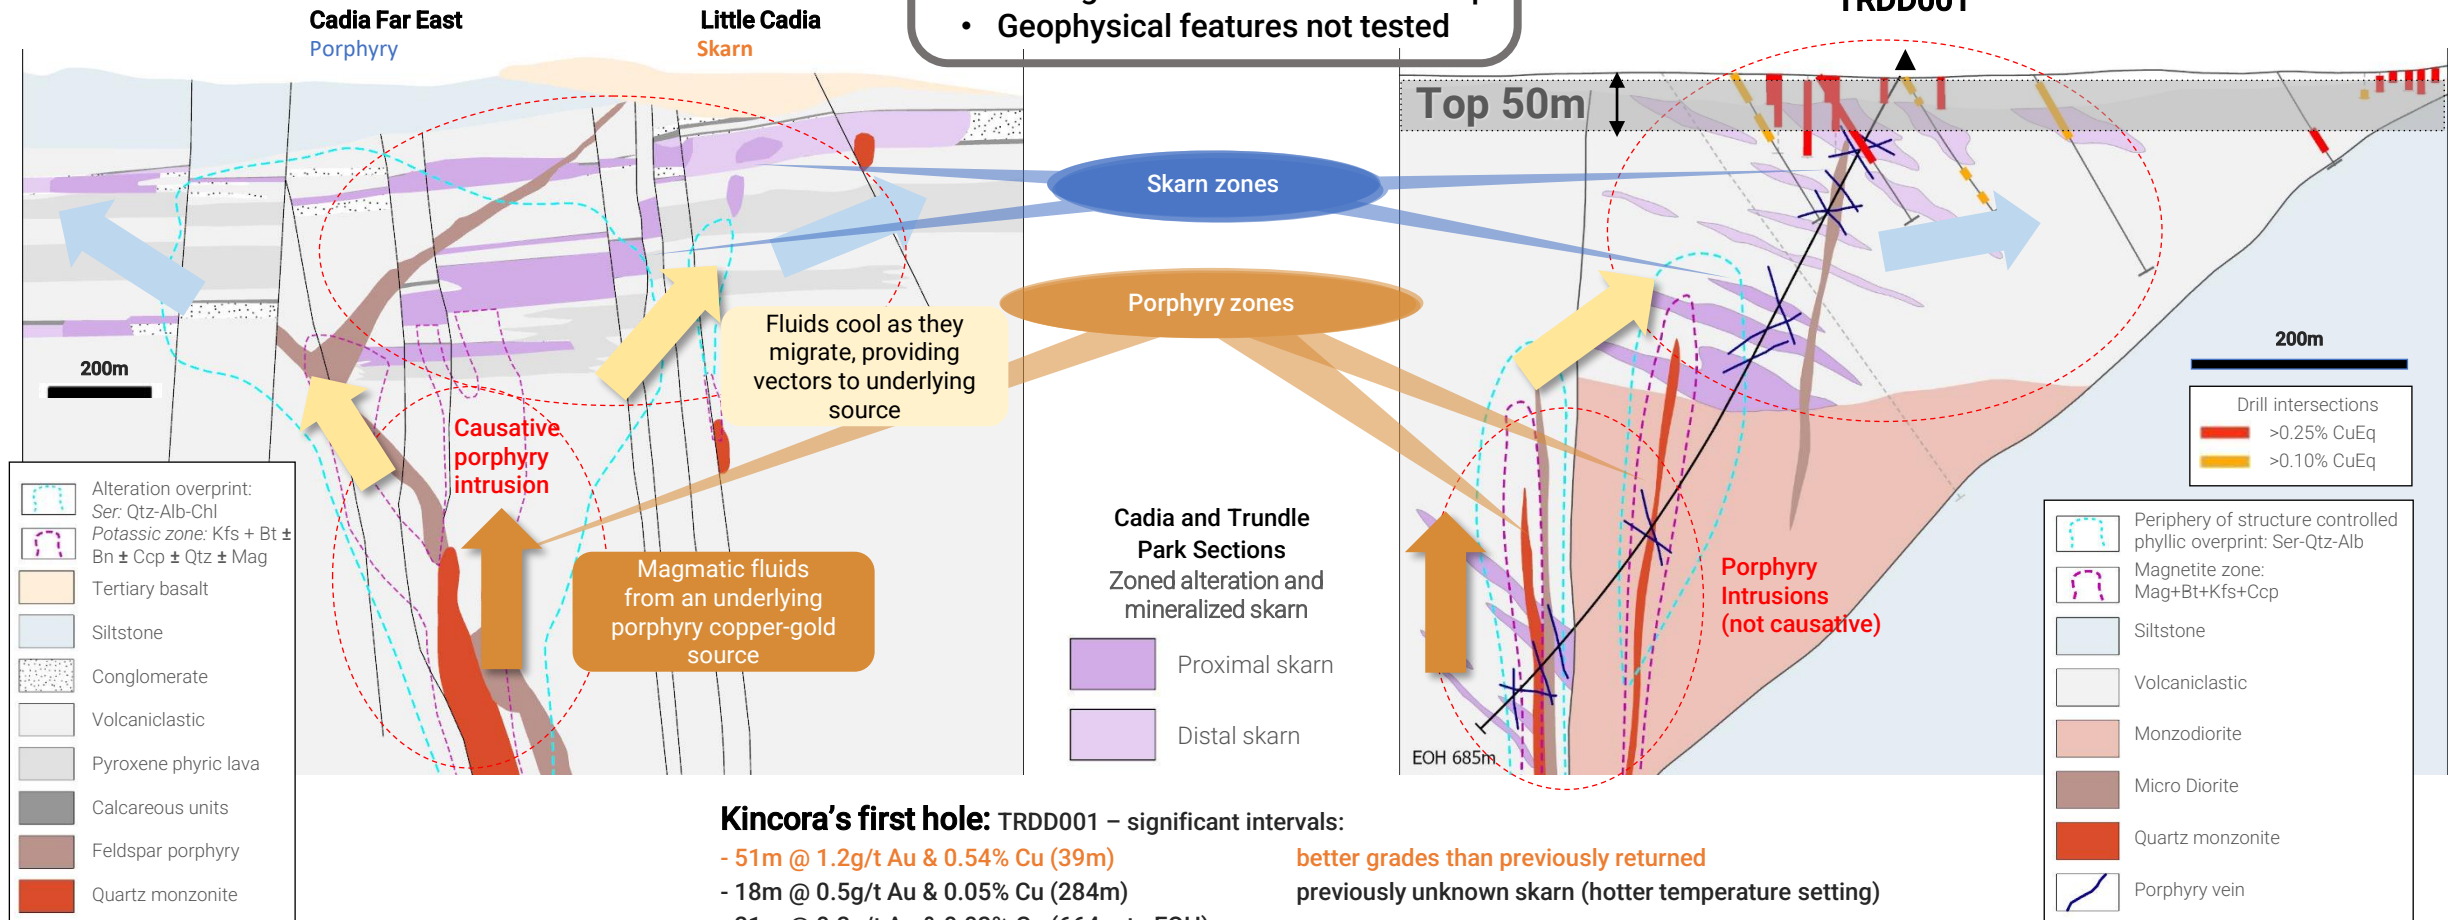 Cadia Far East
Porphyry
Little Cadia
Skarn
• Geophysical features not tested
TRDD001
Top 50m
Skarn zones
Porphyry zones
Fluids cool as they
migrate, providing
vectors to underlying
source
200m
200m
Causative
porphyry
intrusion
Magmatic fluids
from an underlying
porphyry copper-gold
source
Cadia and Trundle
Park Sections
Zoned alteration and
mineralized skarn
Proximal skarn
Distal skarn
Porphyry
Intrusions
(not causative)
EOH 685m
Drill intersections
>0.25% CuEq
>0.10% CuEq
Alteration overprint:
Ser: Qtz-Alb-Chl
Potassic zone: Kfs + Bt ±
Bn ± Ccp ± Qtz ± Mag
Tertiary basalt
Siltstone
Conglomerate
Volcaniclastic
Pyroxene phyric lava
Calcareous units
Feldspar porphyry
Quartz monzonite
Periphery of structure controlled
phyllic overprint: Ser-Qtz-Alb
Magnetite zone:
Mag+Bt+Kfs+Ccp
Siltstone
Volcaniclastic
Monzodiorite
Micro Diorite
Quartz monzonite
Porphyry vein
Kincora's first hole: TRDD001 – significant intervals:
- 51m @ 1.2g/t Au & 0.54% Cu (39m) better grades than previously returned
- 18m @ 0.5g/t Au & 0.05% Cu (284m) previously unknown skarn (hotter temperature setting)